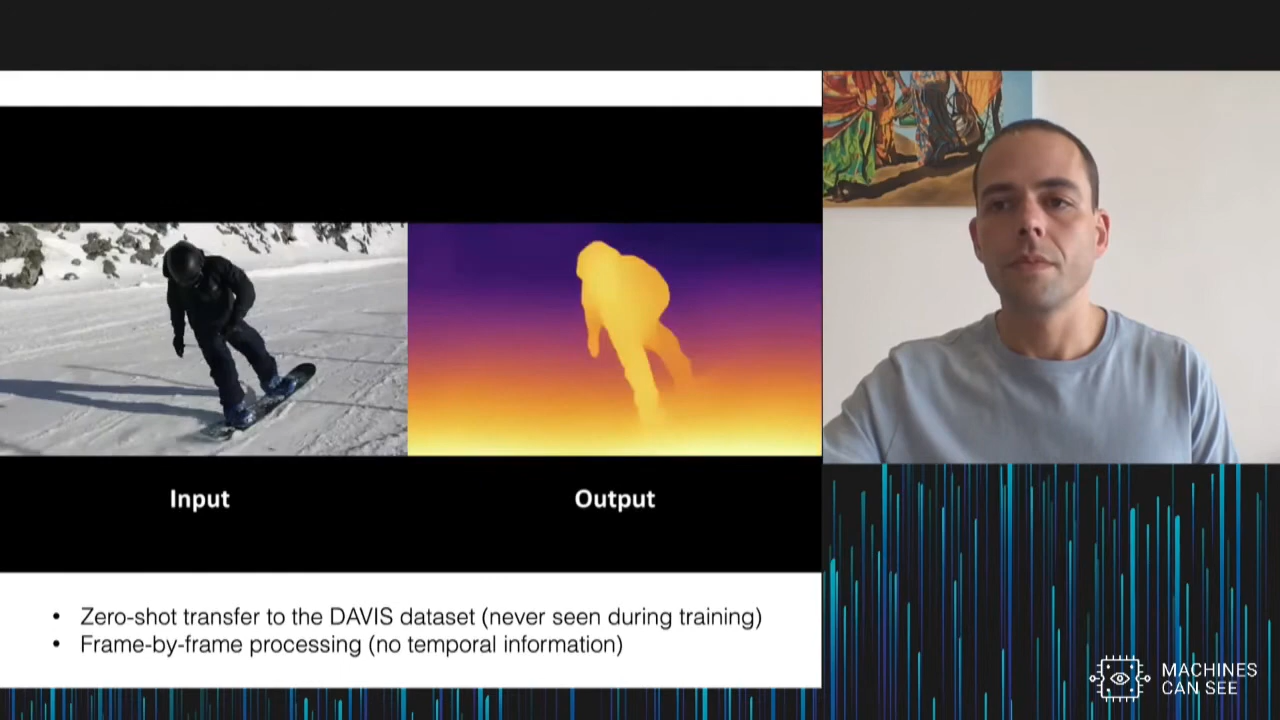 Input
Output
• Zero-shot transfer to the DAVIS dataset (never seen during training)
• Frame-by-frame processing (no temporal information)
MACHINES
CAN SEE